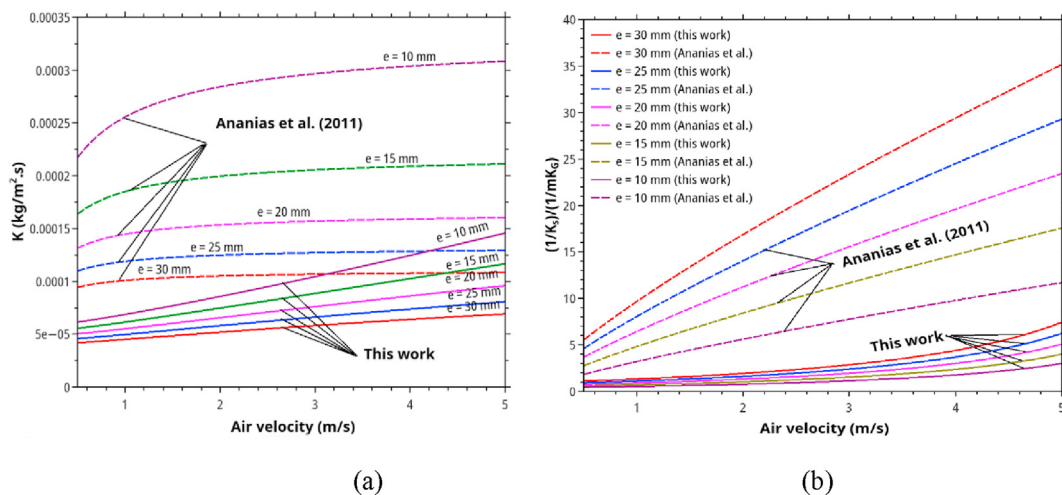 0.00035
0.0003
0.00025
0.0002
0.00015
0.0001
5e−05
0
K (kg/m².s)
e = 10 mm
Ananias et al. (2011)
e = 15 mm
e = 20 mm
e = 25 mm
e = 30 mm
e = 10 mm
e = 15 mm
e = 20 mm
e = 25 mm
e = 30 mm
This work
1
2
3
4
5
Air velocity (m/s)
(a)
40
35
30
25
20
15
10
5
0
(1/Ks)/(1/mKG)
e = 30 mm (this work)
e = 30 mm (Ananias et al.)
e = 25 mm (this work)
e = 25 mm (Ananias et al.)
e = 20 mm (this work)
e = 20 mm (Ananias et al.)
e = 15 mm (this work)
e = 15 mm (Ananias et al.)
e = 10 mm (this work)
e = 10 mm (Ananias et al.)
Ananias et al. (2011)
This work
1
2
3
4
5
Air velocity (m/s)
(b)